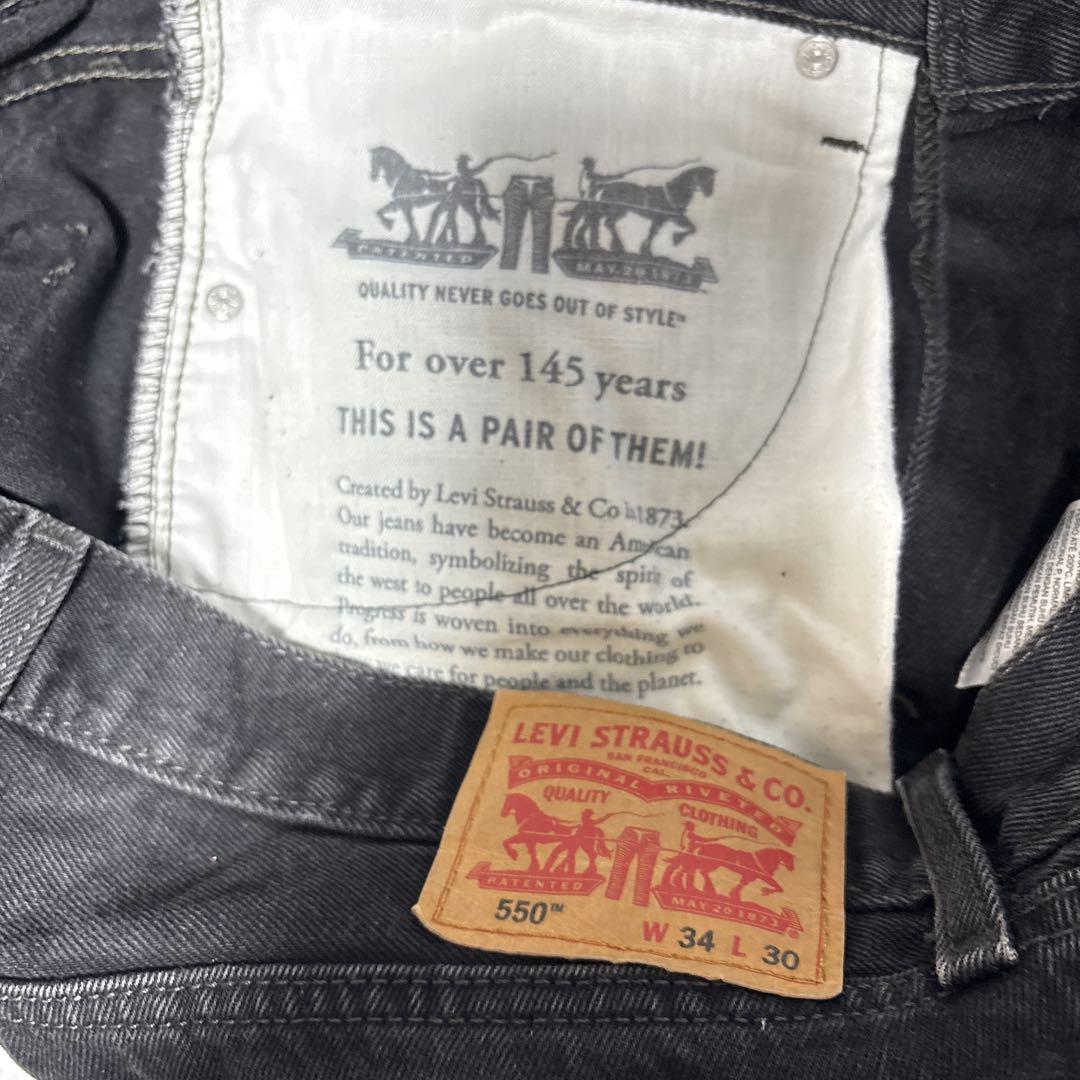 PATENTED
MAY 20 1873
QUALITY NEVER GOES OUT OF STYLE™
For over 145 years
THIS IS A PAIR OF THEM!
Created by Levi Strauss & Co in 1873.
Our jeans have become an American
tradition, symbolizing the spirit of
the west to people all over the world.
Progress is woven into everything we
do, from how we make our clothing to
we care for people and the planet.
LEVI STRAUSS & CO.
SAN FRANCISCO
CAL.
ORIGINAL RIVETED
QUALITY CLOTHING
PATENTED
MAY 20 1873
®
550™
W 34 L 30